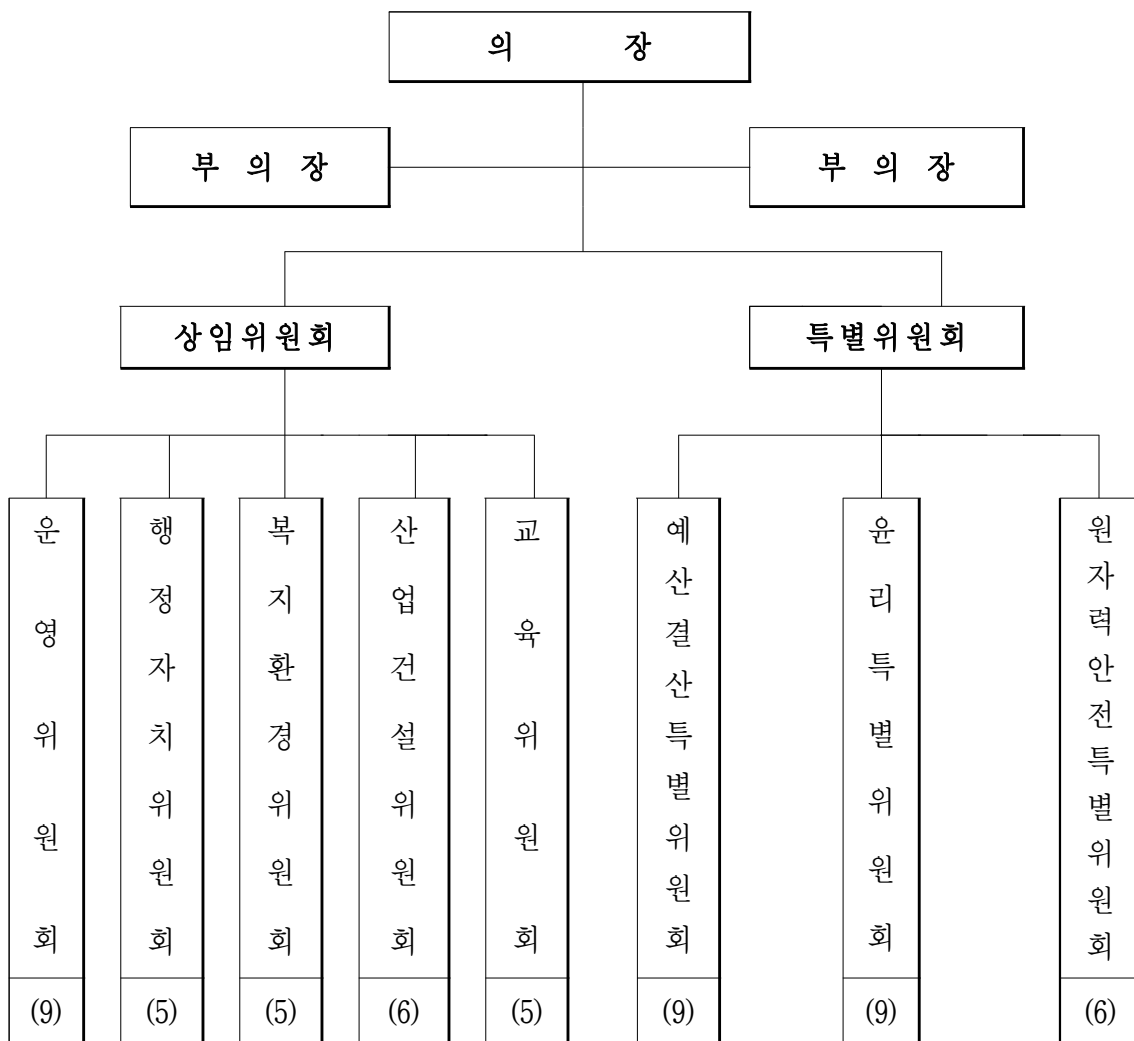 의 장
부 의 장
부 의 장
상임위원회
특별위원회
운영위원회
행정자치위원회
복지환경위원회
산업건설위원회
교육위원회
예산결산특별위원회
윤리특별위원회
원자력안전특별위원회
(9)
(5)
(5)
(6)
(5)
(9)
(9)
(6)